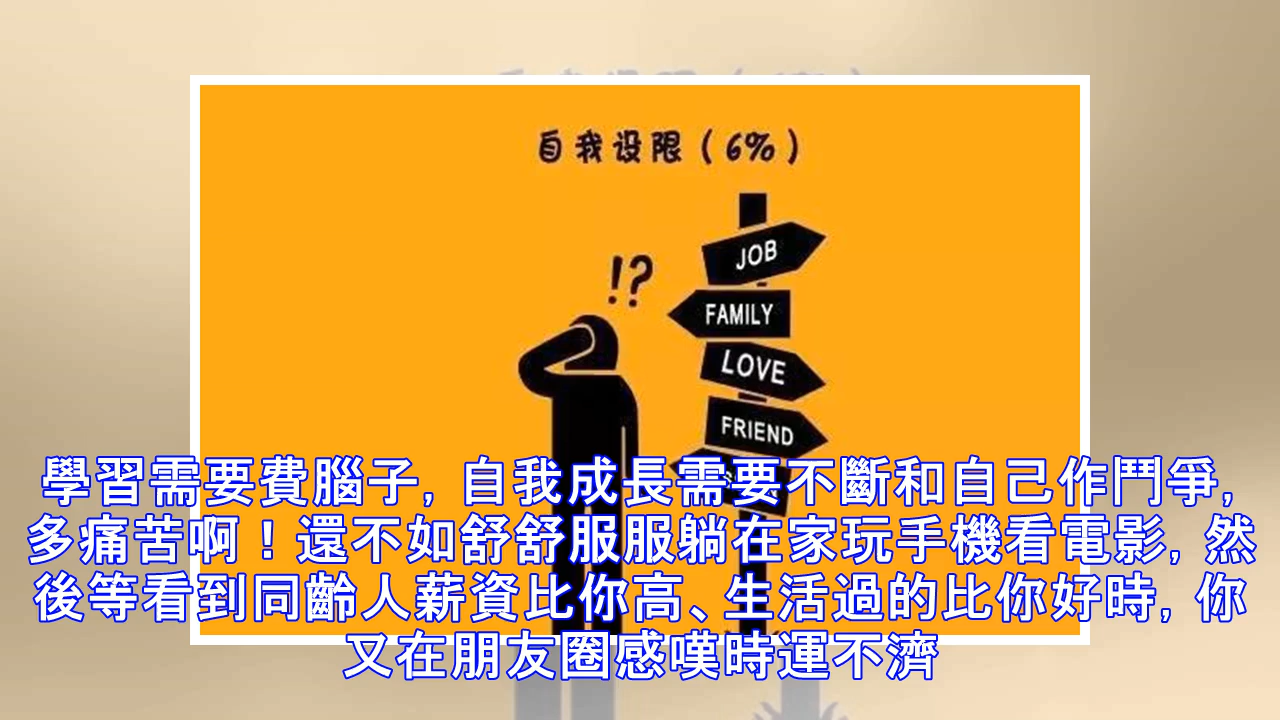 自我设限(6%)
!?
JOB
FAMILY
LOVE
FRIEND
學習需要費腦子, 自我成長需要不斷和自己作鬥爭,
多痛苦啊！還不如舒舒服服躺在家玩手機看電影, 然
後等看到同齡人薪資比你高、生活過的比你好時, 你
又在朋友圈感嘆時運不濟